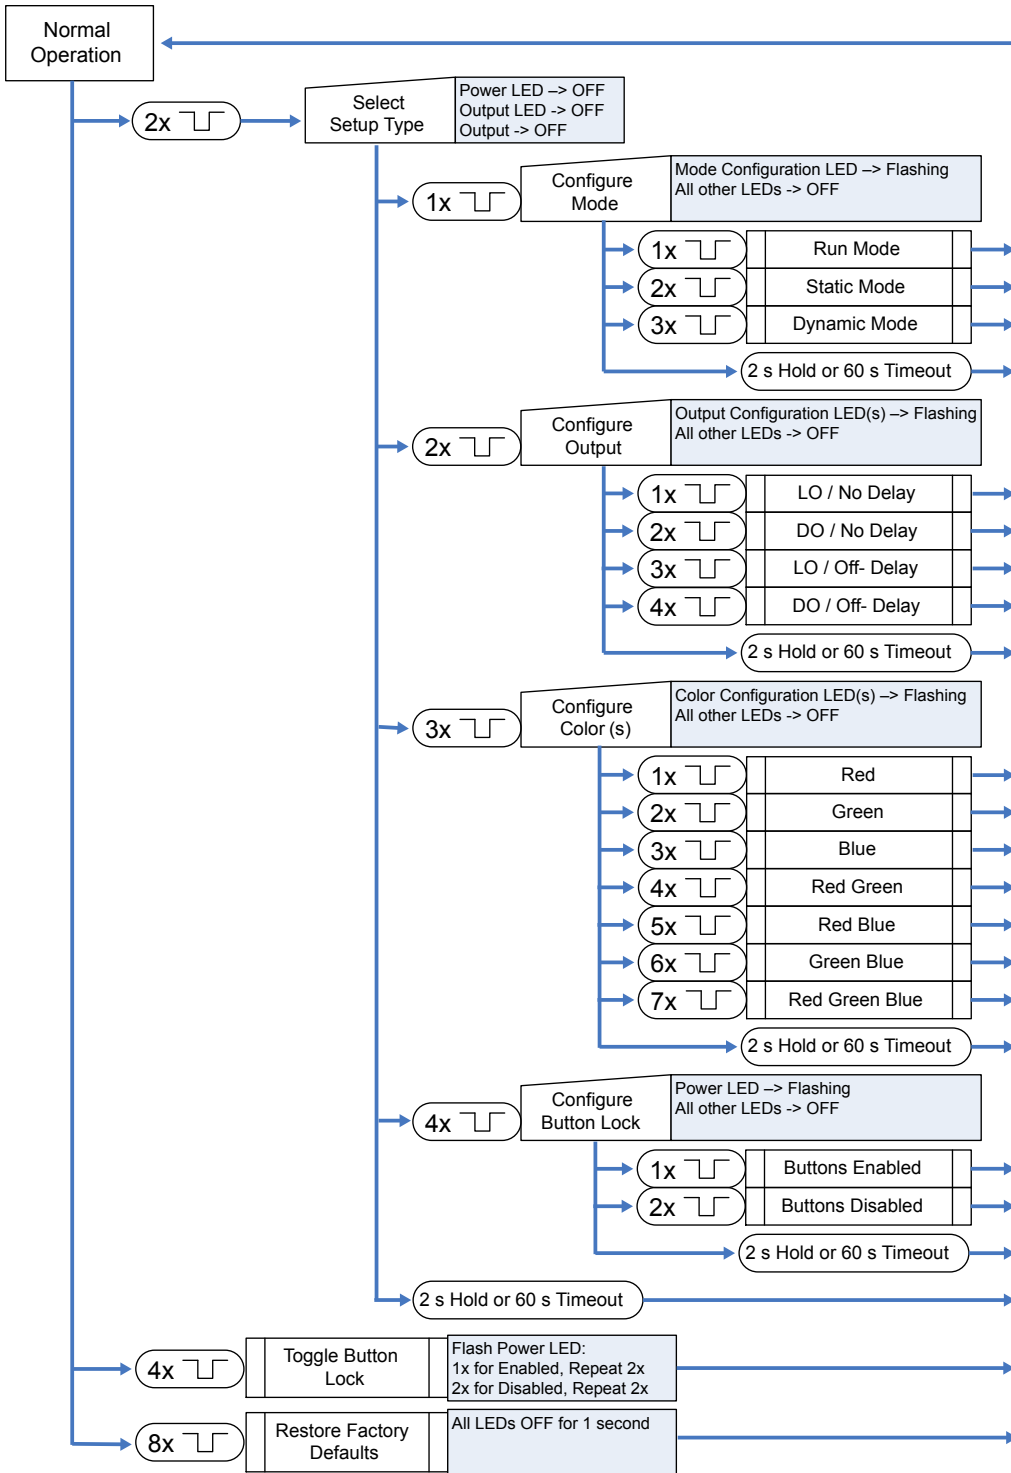 Normal
Operation
2x
Select
Setup Type
Power LED –> OFF
Output LED -> OFF
Output -> OFF
1x
Configure
Mode
Mode Configuration LED –> Flashing
All other LEDs -> OFF
1x
Run Mode
2x
Static Mode
3x
Dynamic Mode
2 s Hold or 60 s Timeout
2x
Configure
Output
Output Configuration LED(s) –> Flashing
All other LEDs -> OFF
1x
LO / No Delay
2x
DO / No Delay
3x
LO / Off- Delay
4x
DO / Off- Delay
2 s Hold or 60 s Timeout
3x
Configure
Color (s)
Color Configuration LED(s) –> Flashing
All other LEDs -> OFF
1x
Red
2x
Green
3x
Blue
4x
Red Green
5x
Red Blue
6x
Green Blue
7x
Red Green Blue
2 s Hold or 60 s Timeout
4x
Configure
Button Lock
Power LED –> Flashing
All other LEDs -> OFF
1x
Buttons Enabled
2x
Buttons Disabled
2 s Hold or 60 s Timeout
2 s Hold or 60 s Timeout
4x
Toggle Button
Lock
Flash Power LED:
1x for Enabled, Repeat 2x
2x for Disabled, Repeat 2x
8x
Restore Factory
Defaults
All LEDs OFF for 1 second